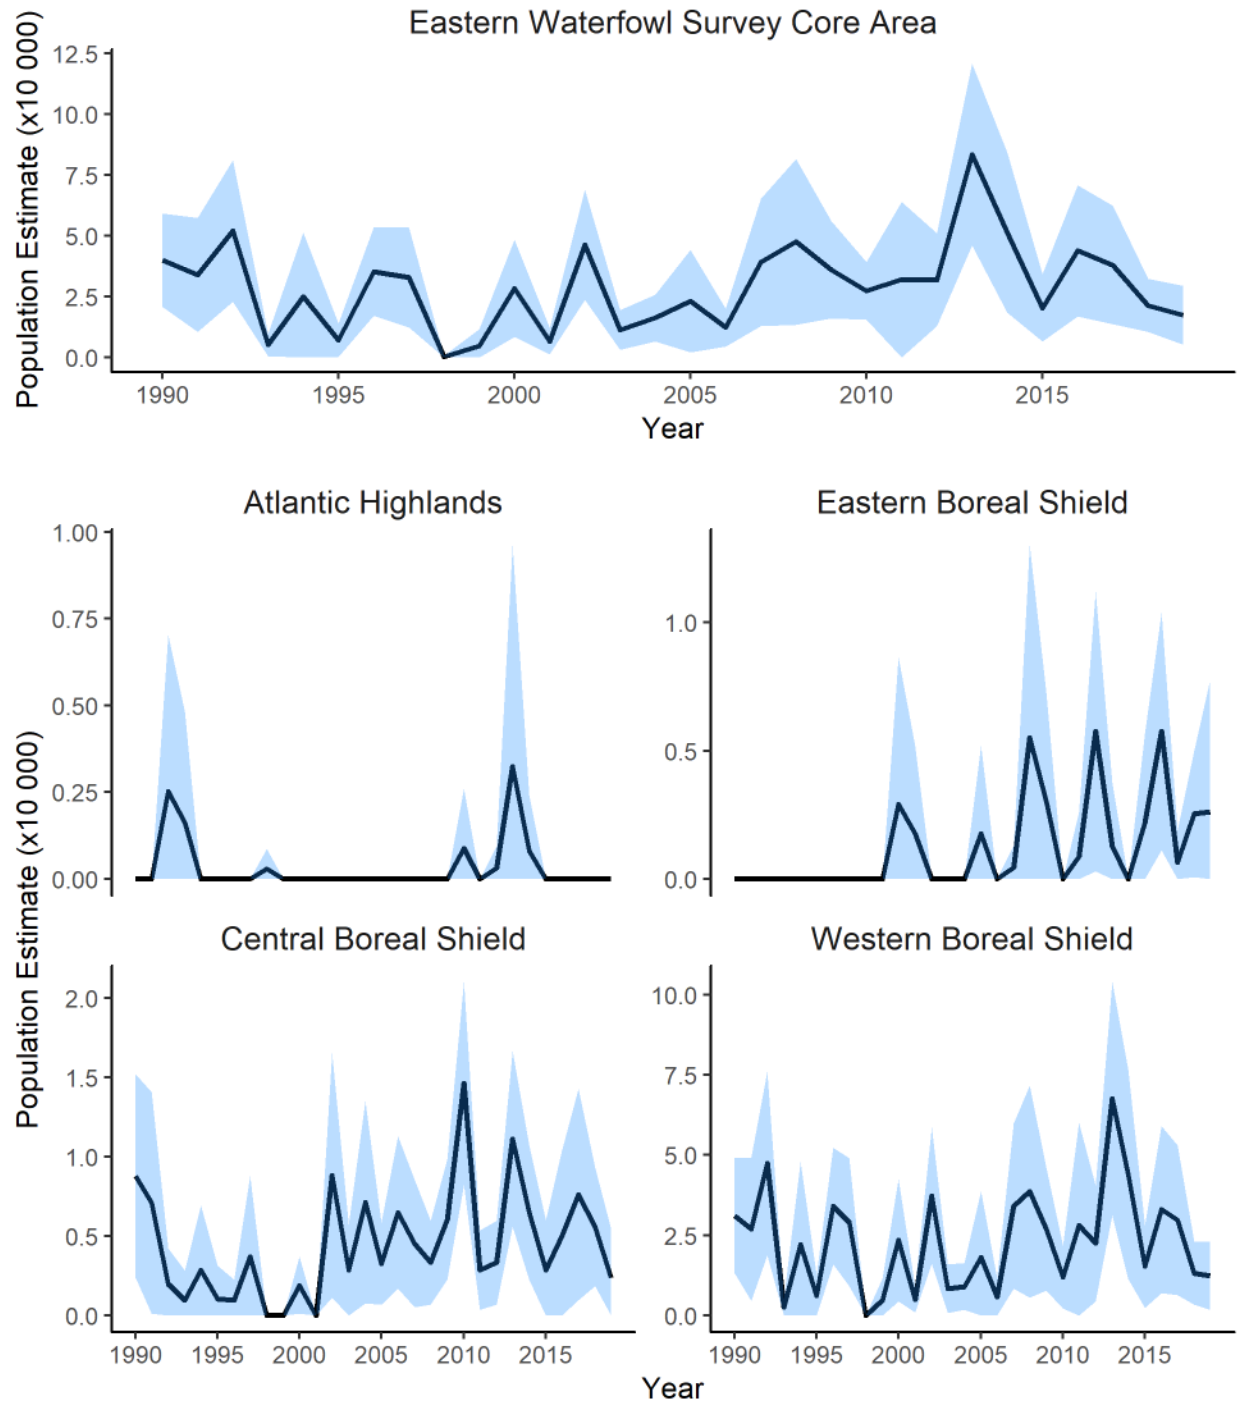 Eastern Waterfowl Survey Core Area
Population Estimate (x10 000)
12.5
10.0
7.5
5.0
2.5
0.0
1990 1995 2000 2005 2010 2015
Year
Atlantic Highlands
Eastern Boreal Shield
Population Estimate (x10 000)
1.00
0.75
0.50
0.25
0.00
1.0
0.5
0.0
Central Boreal Shield
Western Boreal Shield
2.0
1.5
1.0
0.5
0.0
10.0
7.5
5.0
2.5
0.0
1990 1995 2000 2005 2010 2015
1990 1995 2000 2005 2010 2015
Year